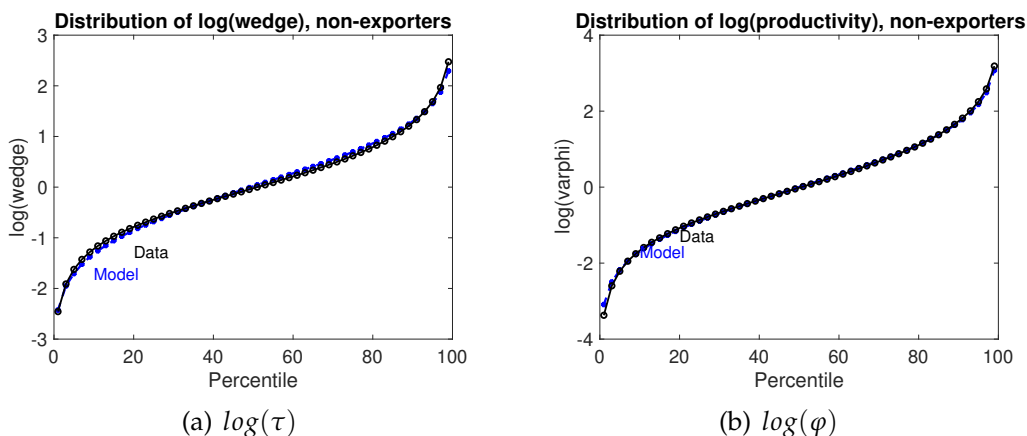 Distribution of log(wedge), non-exporters
3
2
1
0
-1
-2
-3
log(wedge)
Data
Model
0 20 40 60 80 100
Percentile
(a) log(τ)
Distribution of log(productivity), non-exporters
4
2
0
-2
-4
log(varphi)
Data
Model
0 20 40 60 80 100
Percentile
(b) log(φ)